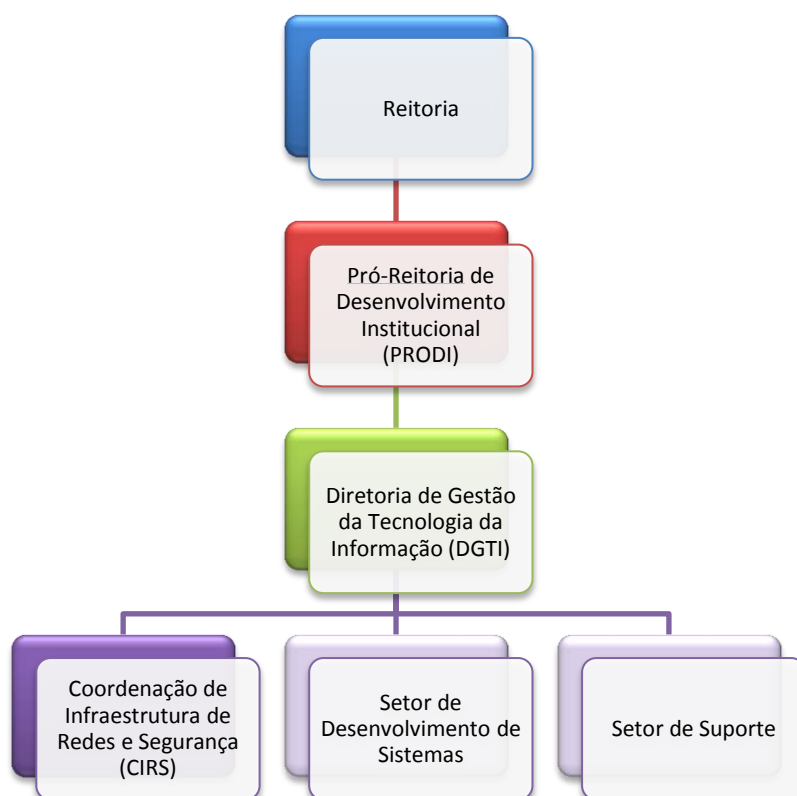 Reitoria
Pró-Reitoria de
Desenvolvimento
Institucional
(PRODI)
Diretoria de Gestão
da Tecnologia da
Informação (DGTI)
Coordenação de
Infraestrutura de
Redes e Segurança
(CIRS)
Setor de
Desenvolvimento de
Sistemas
Setor de Suporte